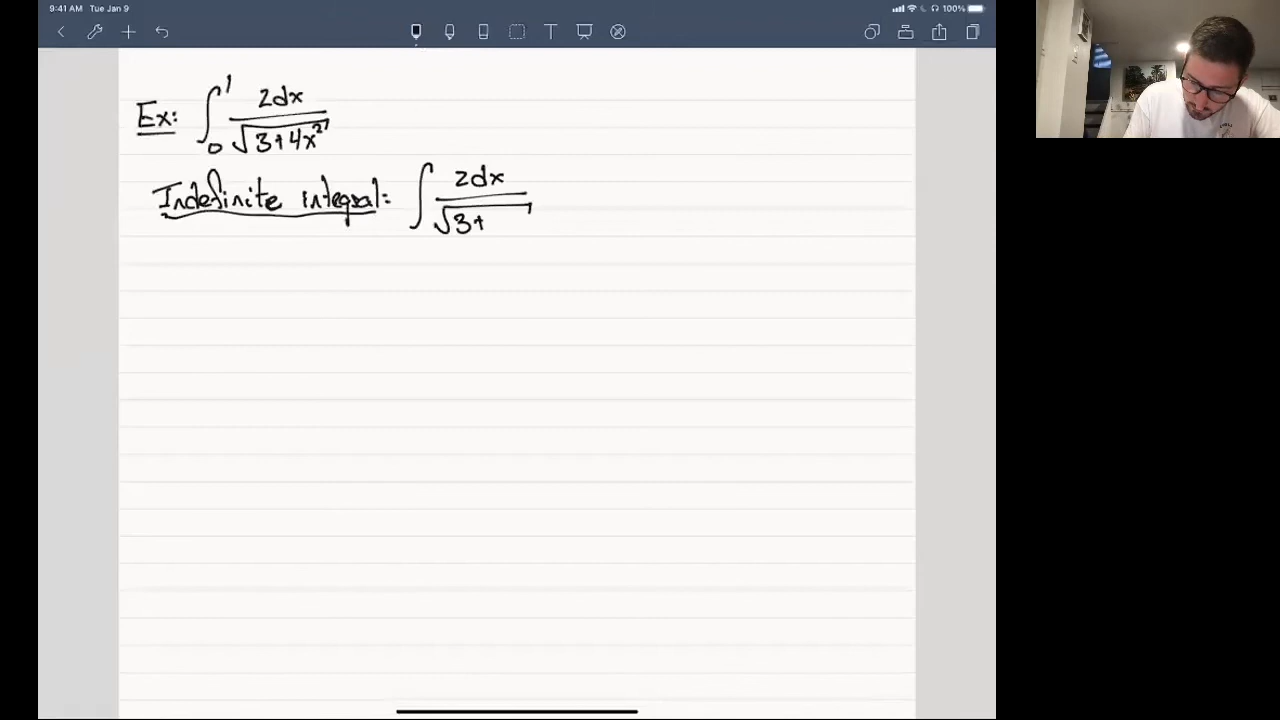 9:41 AM Tue Jan 9 100%
Ex: ∫₀¹ 2dx / √(3+4x²)
Indefinite integral: ∫ 2dx / √(3+